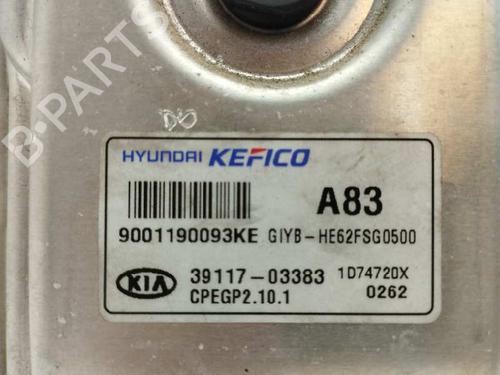 B-PARTS
HYUNDAI KEFICO
A83
9001190093KE GIYB-HE62FSG0500
KIA 39117-03383 1D74720X
CPEGP2.10.1 0262